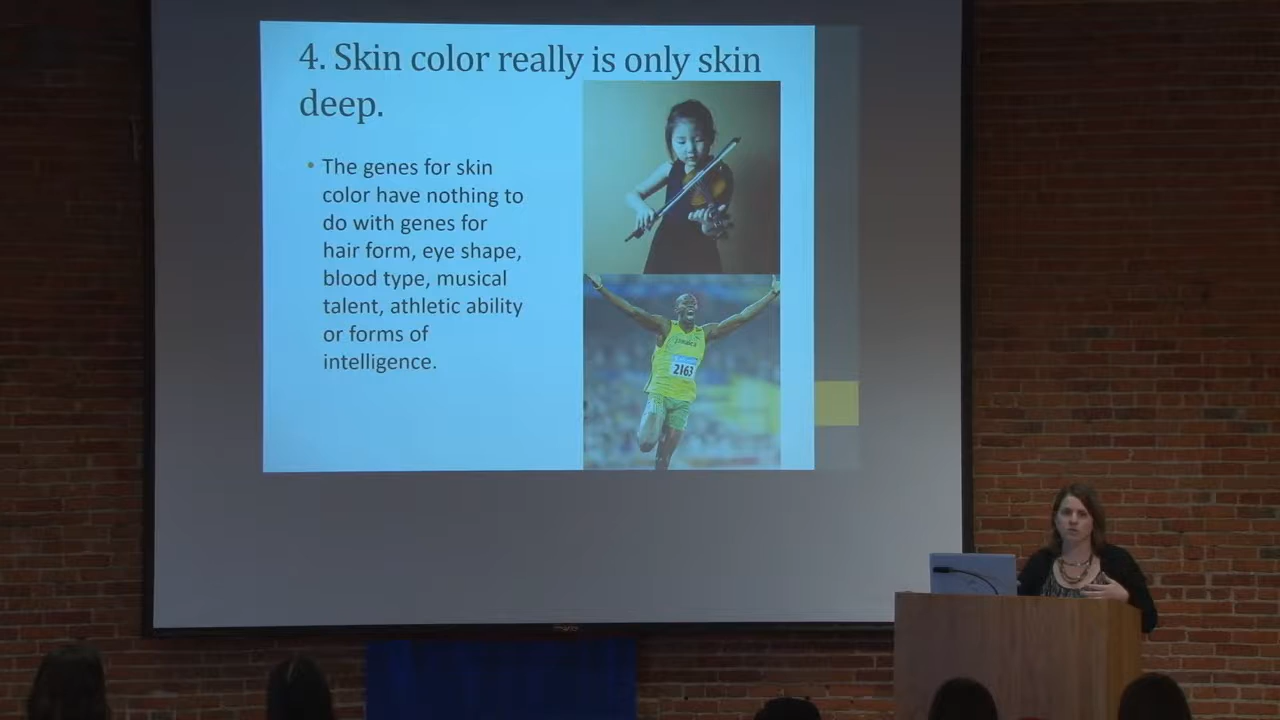 4. Skin color really is only skin
deep.
• The genes for skin
color have nothing to
do with genes for
hair form, eye shape,
blood type, musical
talent, athletic ability
or forms of
intelligence.
JAMAICA
2163